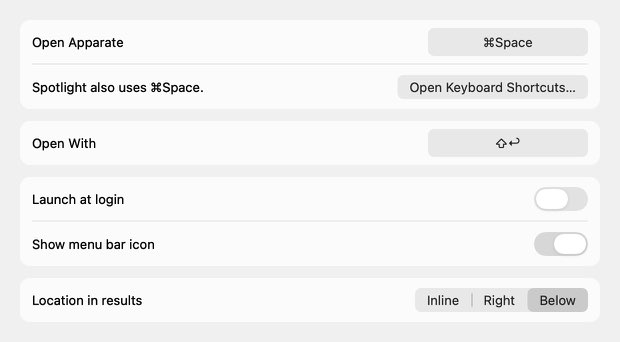 Open Apparate
⌘Space
Spotlight also uses ⌘Space.
Open Keyboard Shortcuts...
Open With
⇧↩
Launch at login
Show menu bar icon
Location in results
Inline
Right
Below